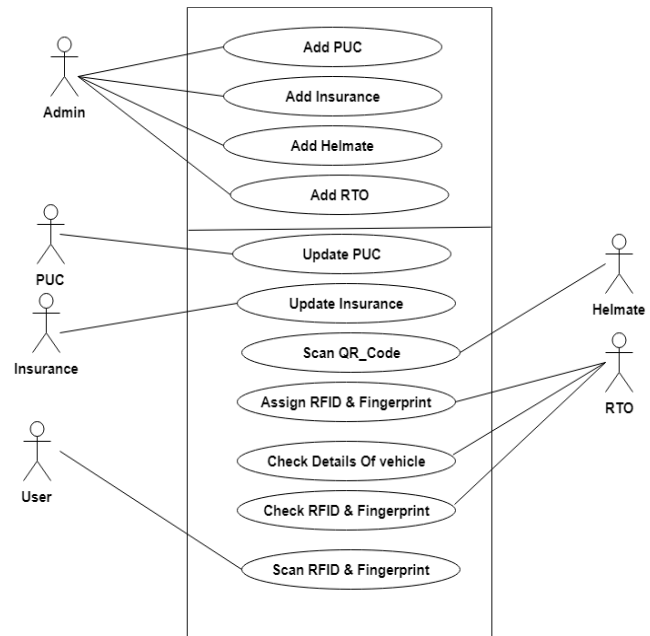 Add PUC
Admin
Add Insurance
Add Helmate
Add RTO
PUC
Update PUC
Helmate
Insurance
Update Insurance
Scan QR_Code
RTO
Assign RFID & Fingerprint
User
Check Details Of vehicle
Check RFID & Fingerprint
Scan RFID & Fingerprint